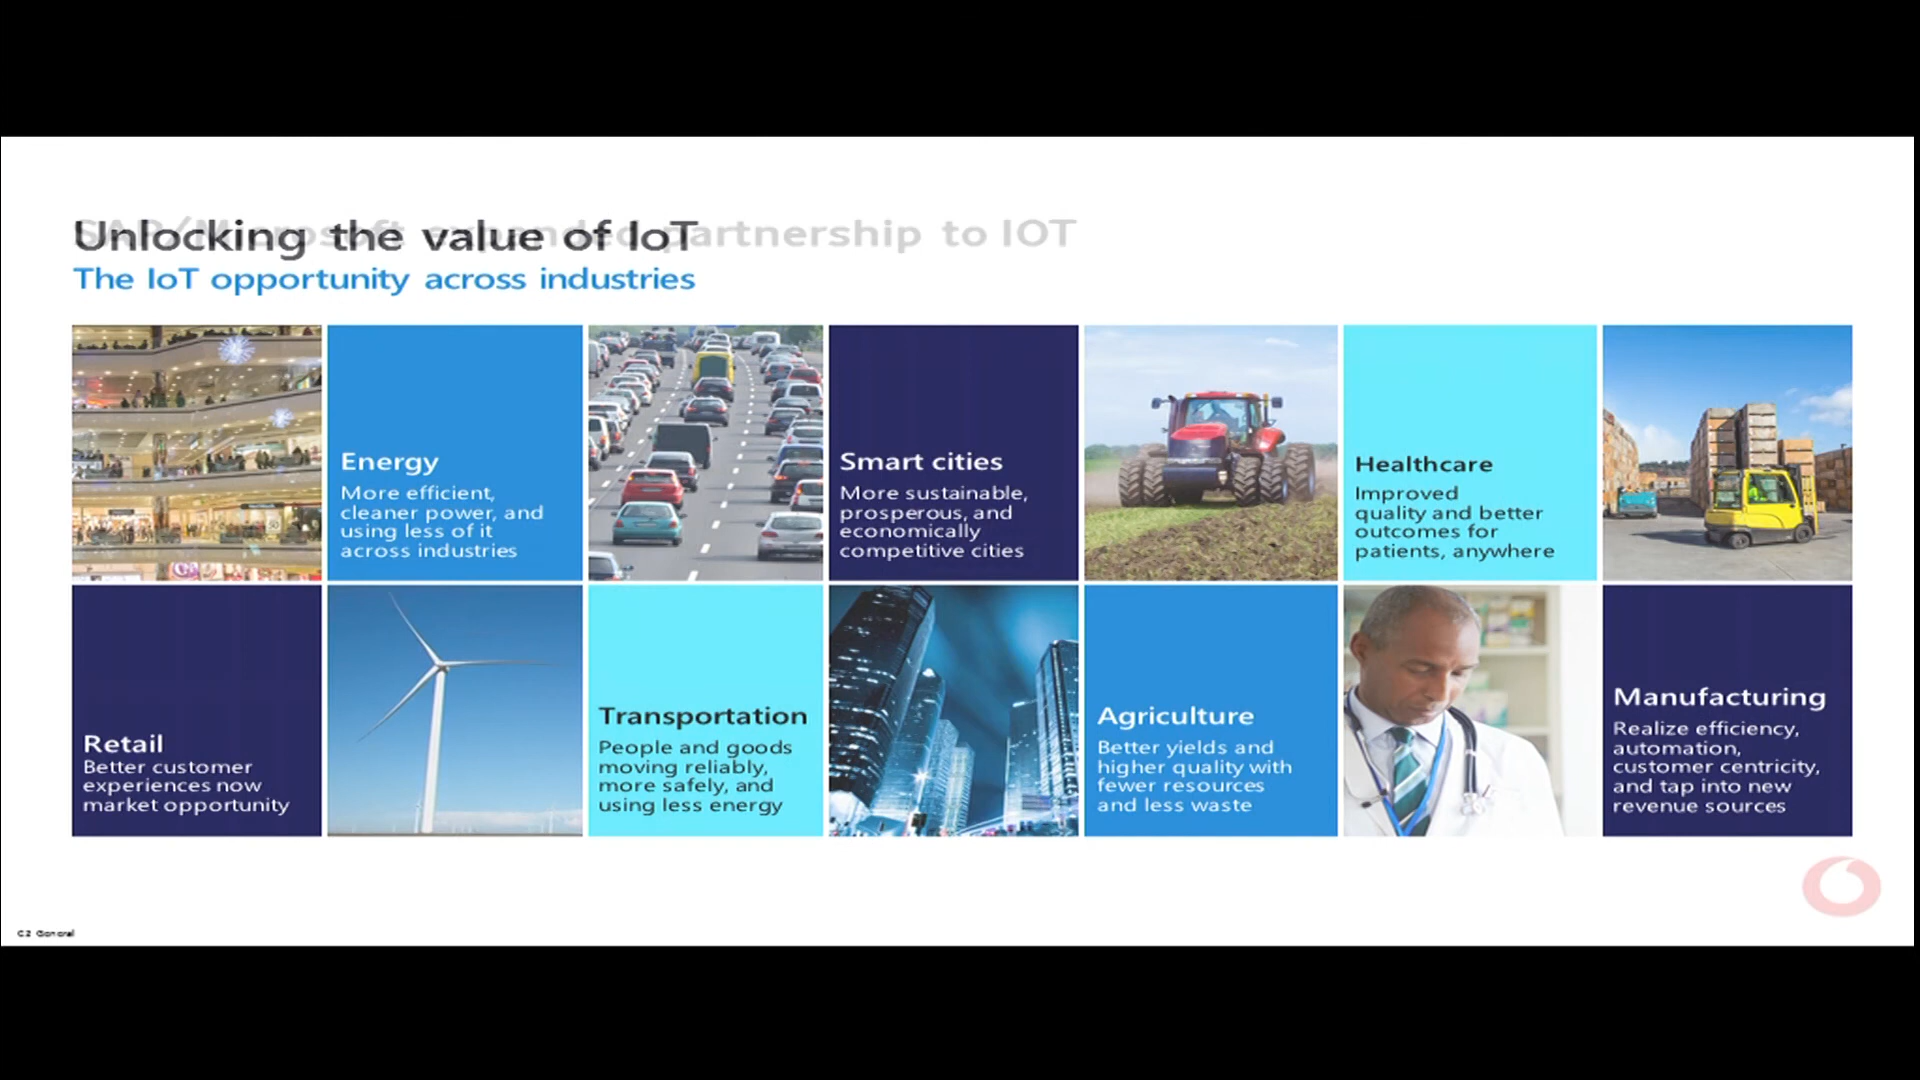 Unlocking the value of IoT
SAP/Microsoft expanded partnership to IOT
The IoT opportunity across industries
Energy
More efficient,
cleaner power, and
using less of it
across industries
Smart cities
More sustainable,
prosperous, and
economically
competitive cities
Healthcare
Improved
quality and better
outcomes for
patients, anywhere
Retail
Better customer
experiences now
market opportunity
Transportation
People and goods
moving reliably,
more safely, and
using less energy
Agriculture
Better yields and
higher quality with
fewer resources
and less waste
Manufacturing
Realize efficiency,
automation,
customer centricity,
and tap into new
revenue sources
C2 General